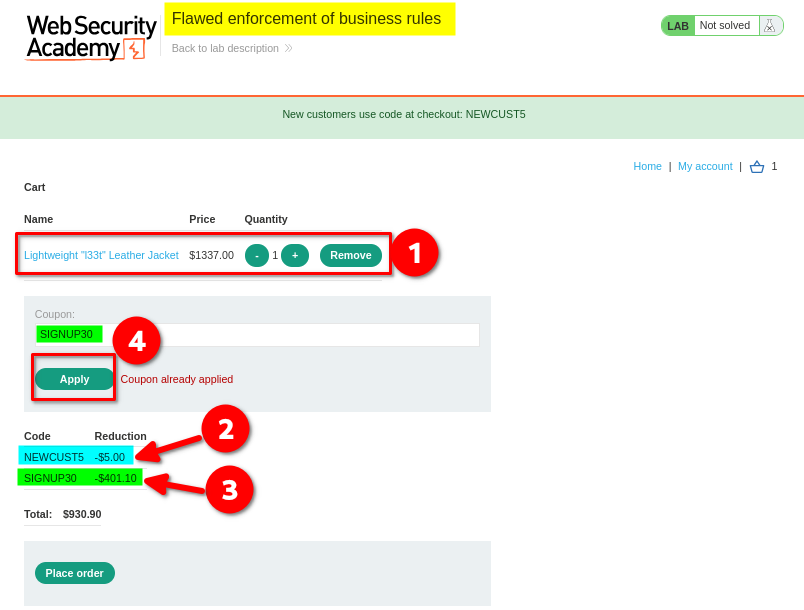 Web Security
Academy
Flawed enforcement of business rules
Back to lab description
LAB Not solved
New customers use code at checkout: NEWCUST5
Home | My account | 1
Cart
Name Price Quantity
Lightweight "l33t" Leather Jacket $1337.00 - 1 + Remove
1
Coupon:
SIGNUP30
4
Apply Coupon already applied
2
Code Reduction
NEWCUST5 -$5.00
SIGNUP30 -$401.10
3
Total: $930.90
Place order